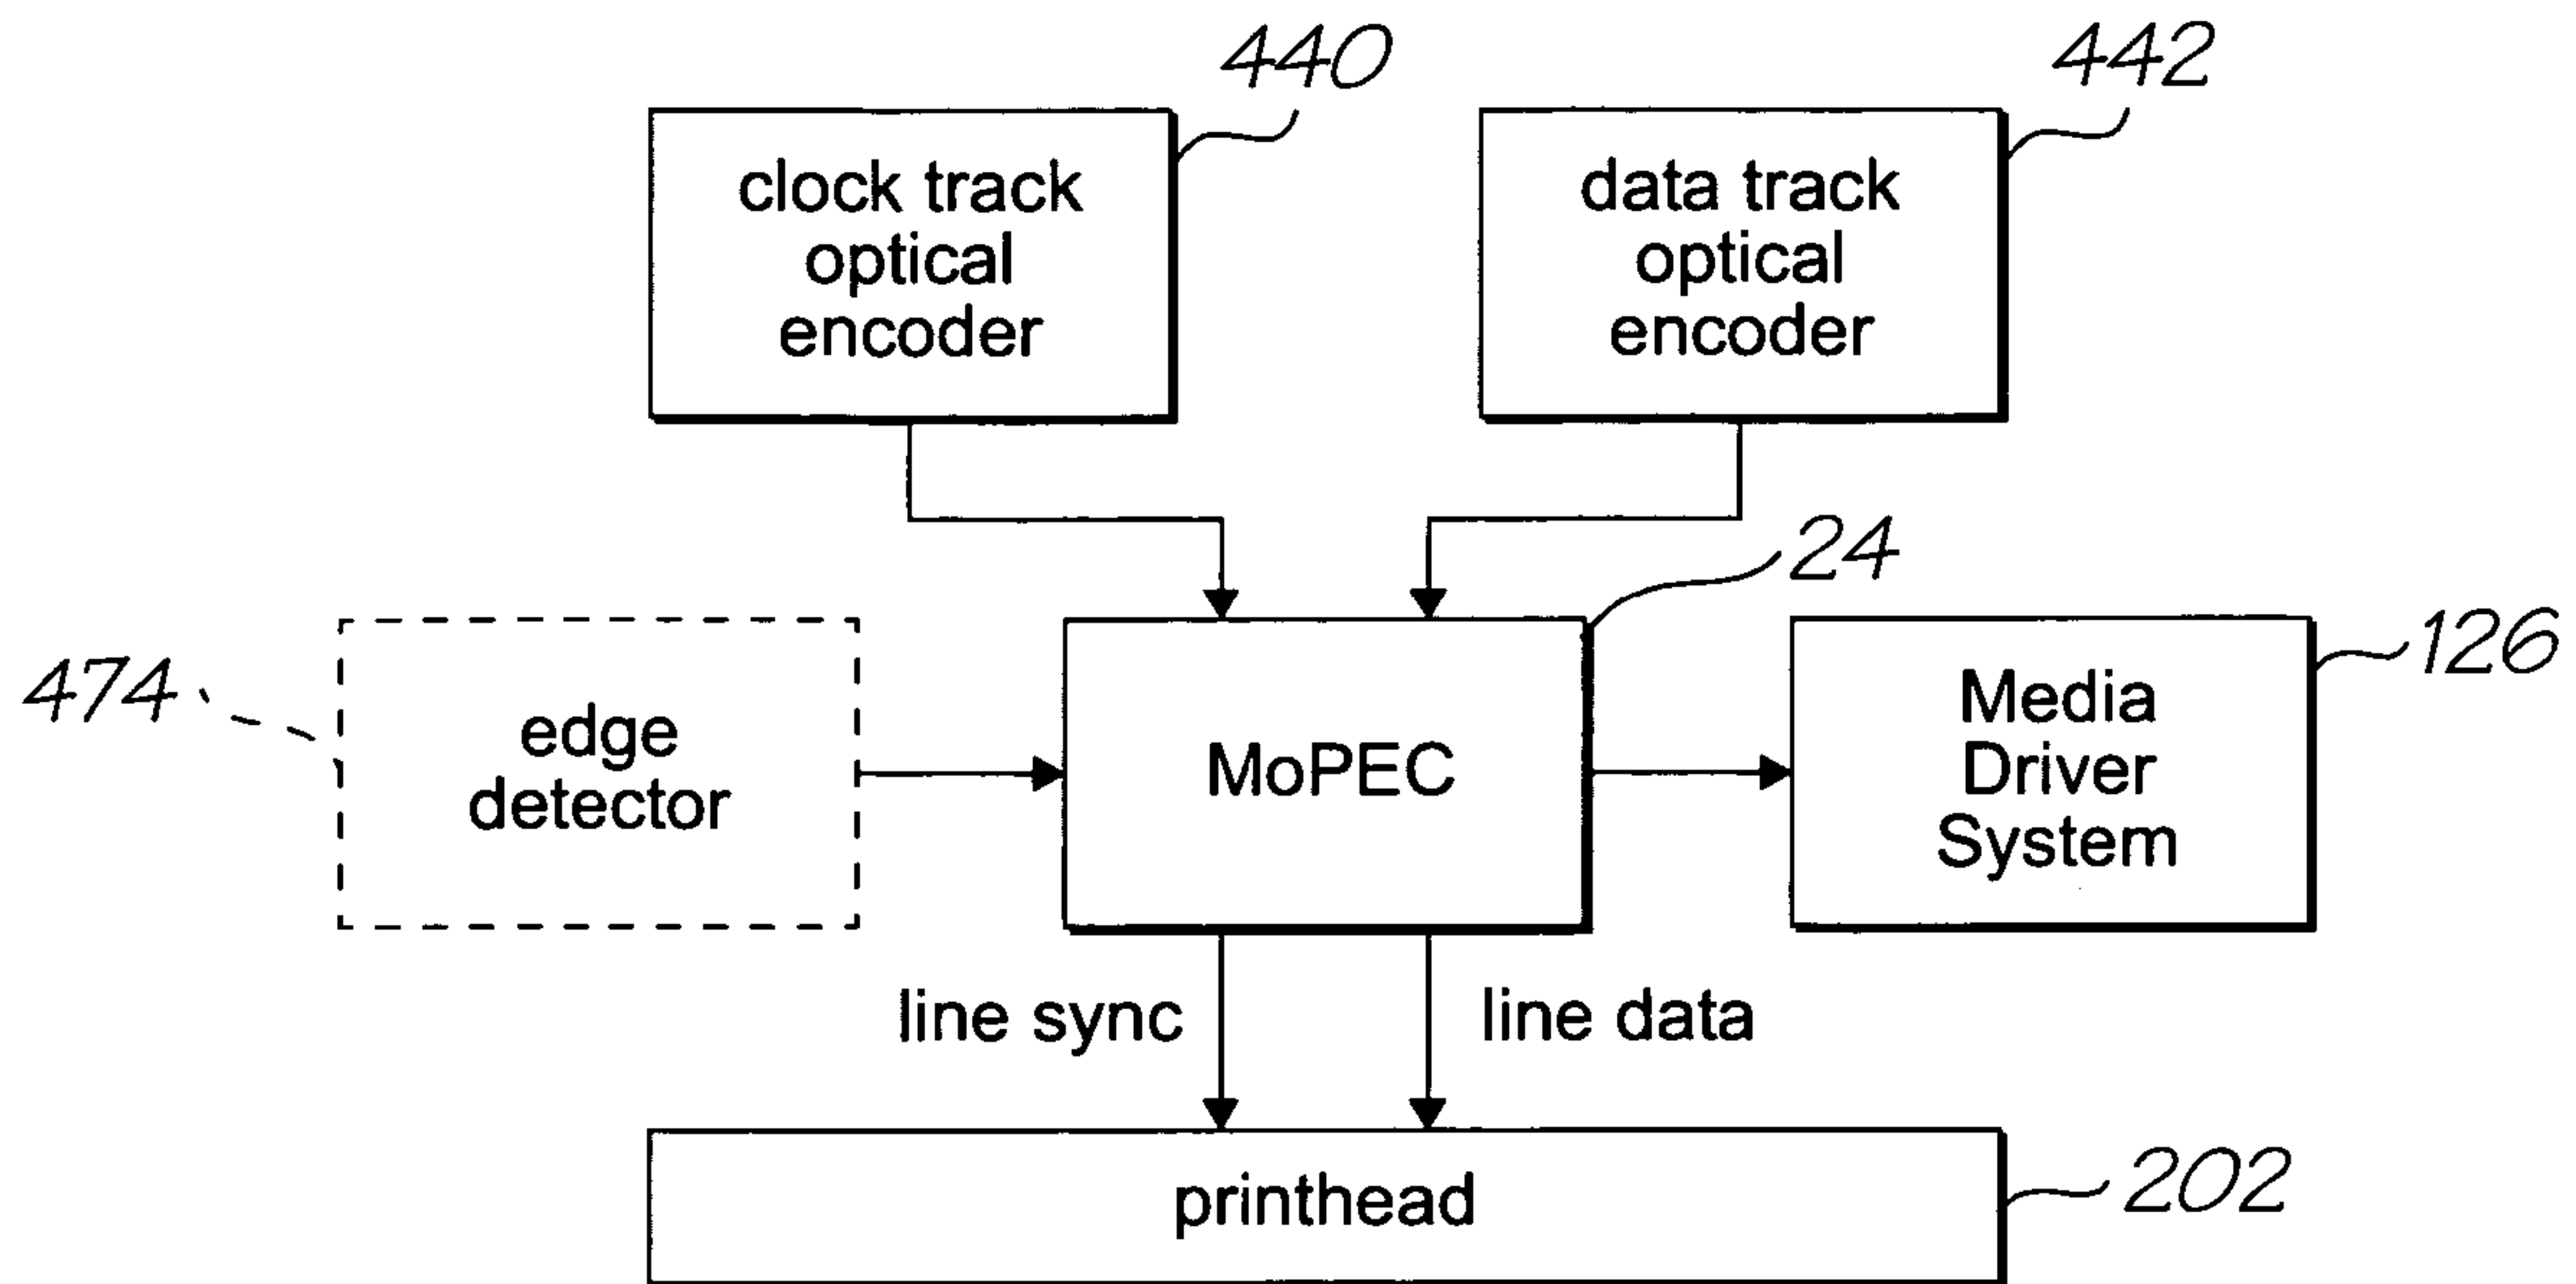 440
442
clock track
optical
encoder
data track
optical
encoder
24
474
edge
detector
MoPEC
Media
Driver
System
126
line sync
line data
printhead
202